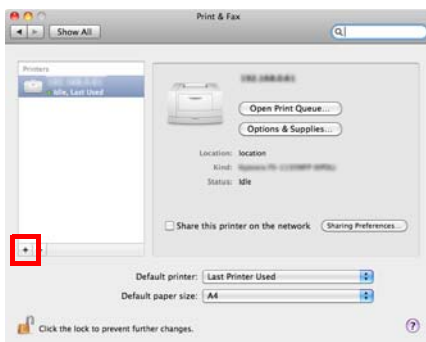 Print & Fax
Show All
Printers
Idle, Last Used
Open Print Queue...
Options & Supplies...
Location: location
Kind:
Status: Idle
Share this printer on the network
Sharing Preferences...
+
Default printer: Last Printer Used
Default paper size: A4
Click the lock to prevent further changes.
?